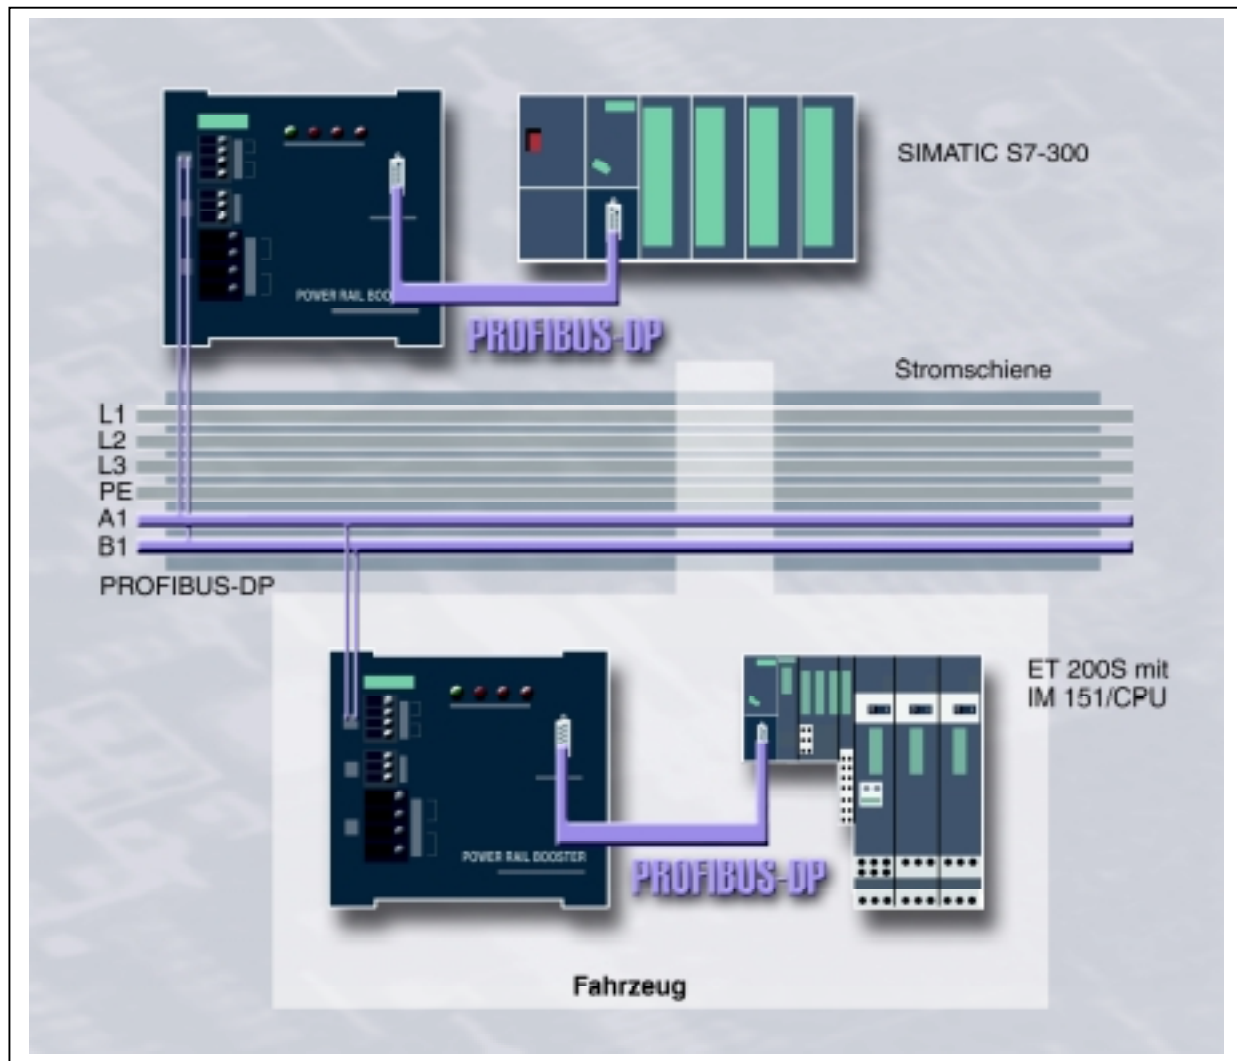 SIMATIC S7-300
POWER RAIL BOO
PROFIBUS-DP
Stromschiene
L1
L2
L3
PE
A1
B1
PROFIBUS-DP
ET 200S mit
IM 151/CPU
POWER RAIL BOOSTER
PROFIBUS-DP
Fahrzeug